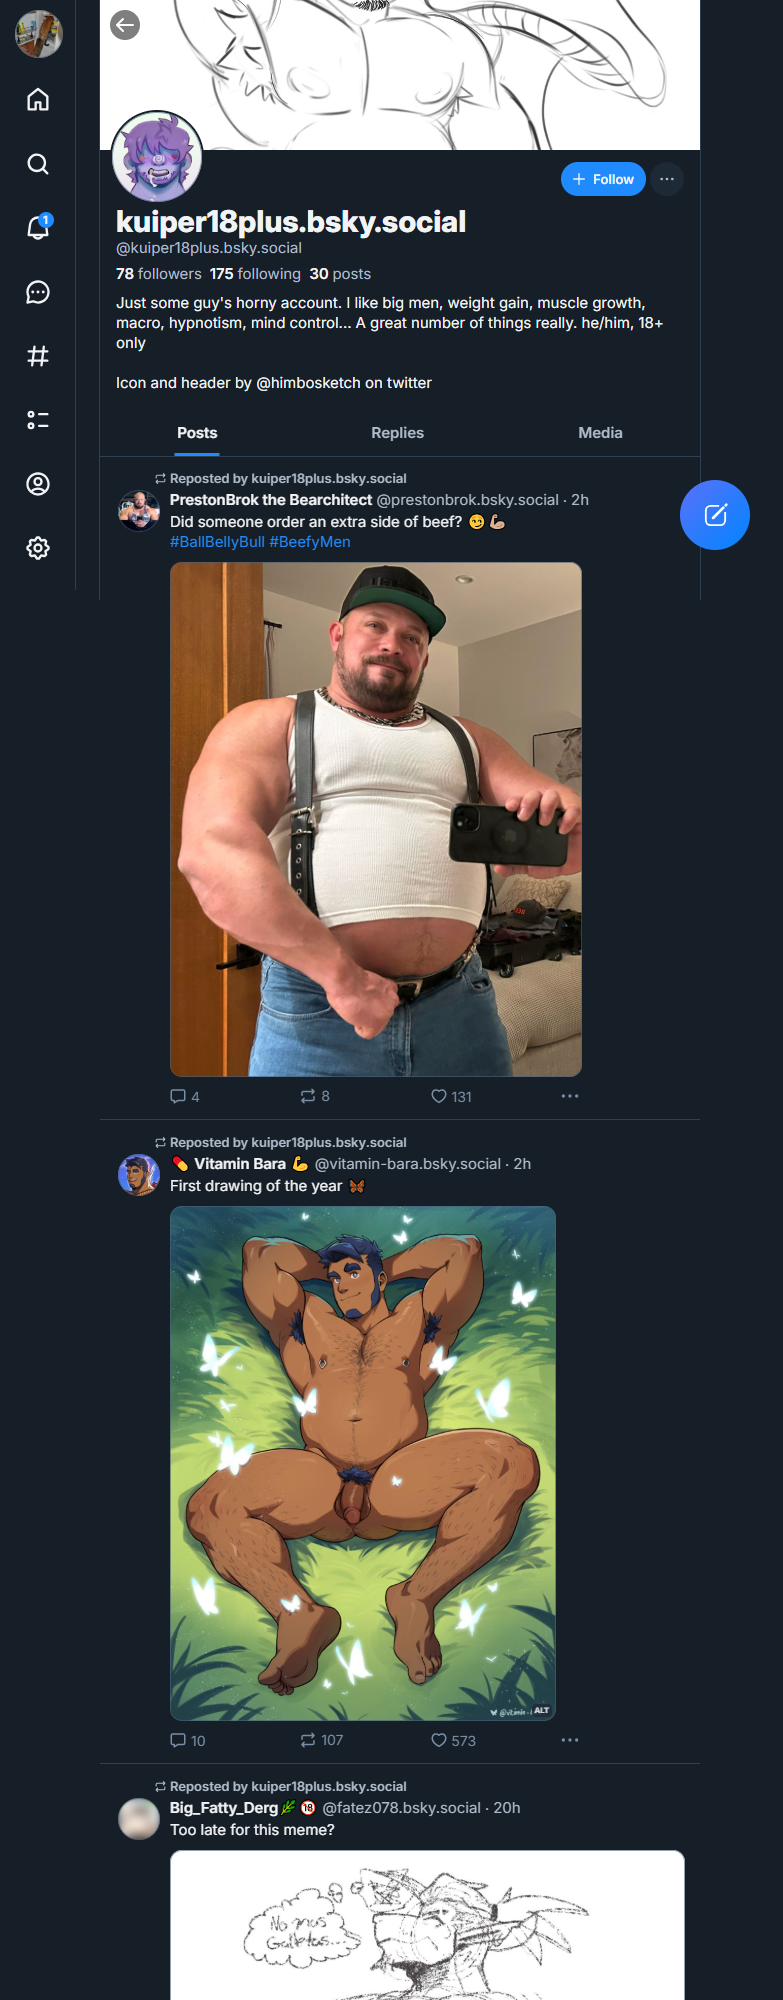 1
+ Follow
kuiper18plus.bsky.social
@kuiper18plus.bsky.social
78 followers 175 following 30 posts
Just some guy's horny account. I like big men, weight gain, muscle growth,
macro, hypnotism, mind control... A great number of things really. he/him, 18+
only
Icon and header by @himbosketch on twitter
Posts Replies Media
Reposted by kuiper18plus.bsky.social
PrestonBrok the Bearchitect @prestonbrok.bsky.social · 2h
Did someone order an extra side of beef? 😏💪🏼
#BallBellyBull #BeefyMen
4 8 131
Reposted by kuiper18plus.bsky.social
💊 Vitamin Bara 💪 @vitamin-bara.bsky.social · 2h
First drawing of the year 🦋
ALT
10 107 573
Reposted by kuiper18plus.bsky.social
Big_Fatty_Derg🌿🔞 @fatez078.bsky.social · 20h
Too late for this meme?
No mas
Galletas...